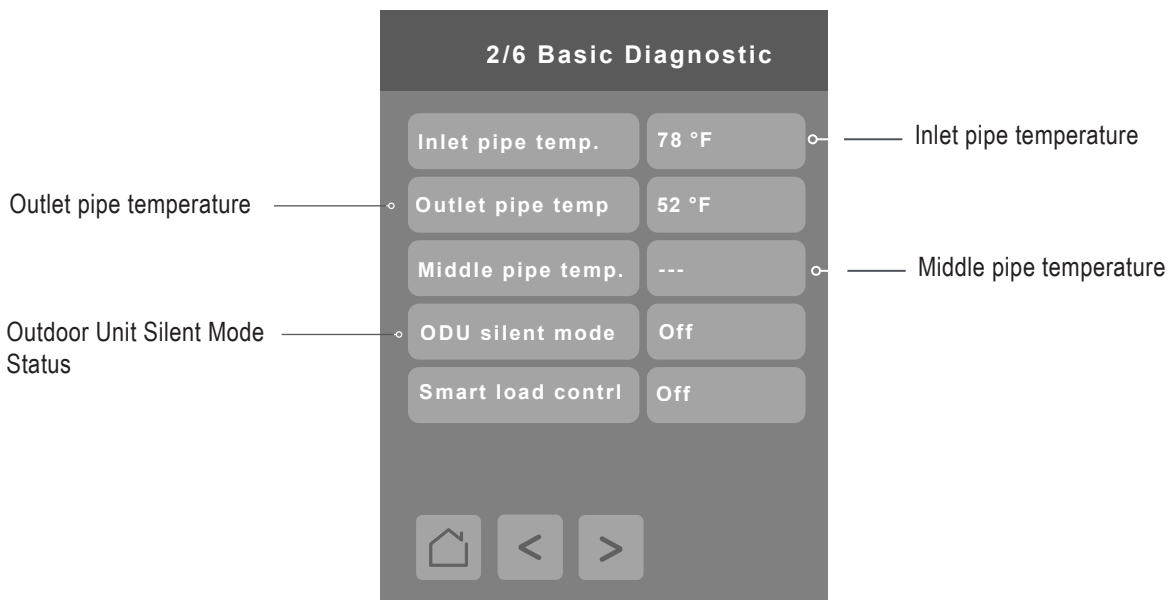 2/6 Basic Diagnostic
Inlet pipe temp. 78 °F
Inlet pipe temperature
Outlet pipe temperature
Outlet pipe temp 52 °F
Middle pipe temp. ---
Middle pipe temperature
Outdoor Unit Silent Mode
Status
ODU silent mode Off
Smart load contrl Off
< >